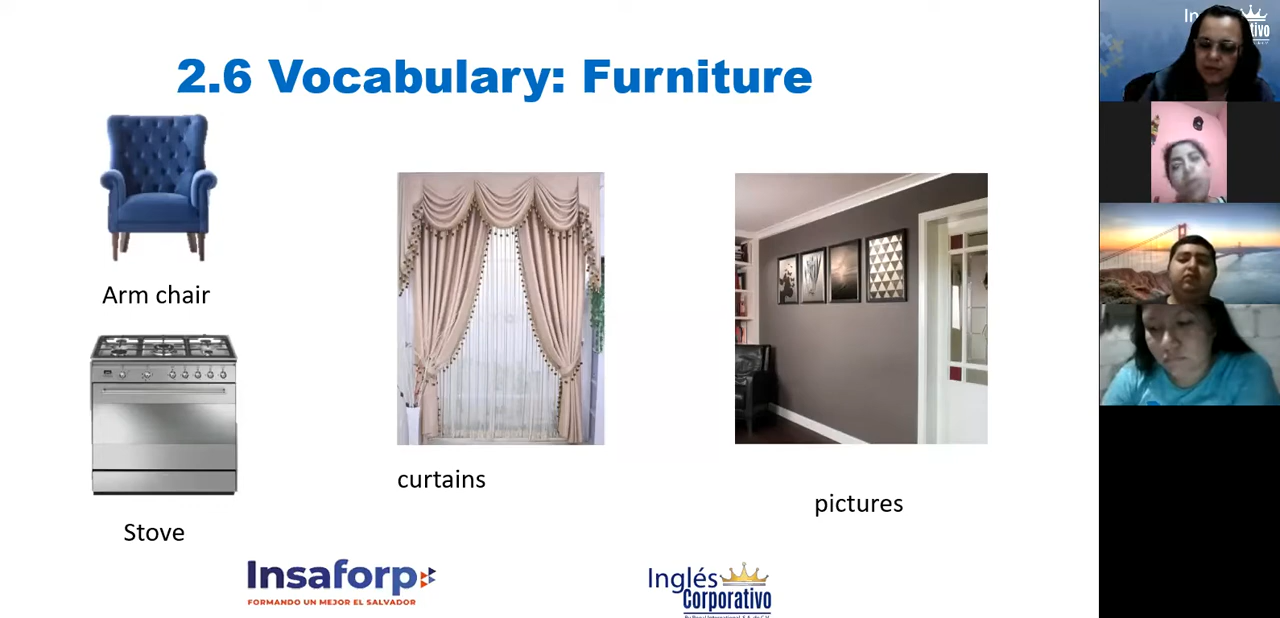 2.6 Vocabulary: Furniture
Arm chair
curtains
pictures
Stove
Insaforp
FORMANDO UN MEJOR EL SALVADOR
Inglés
Corporativo